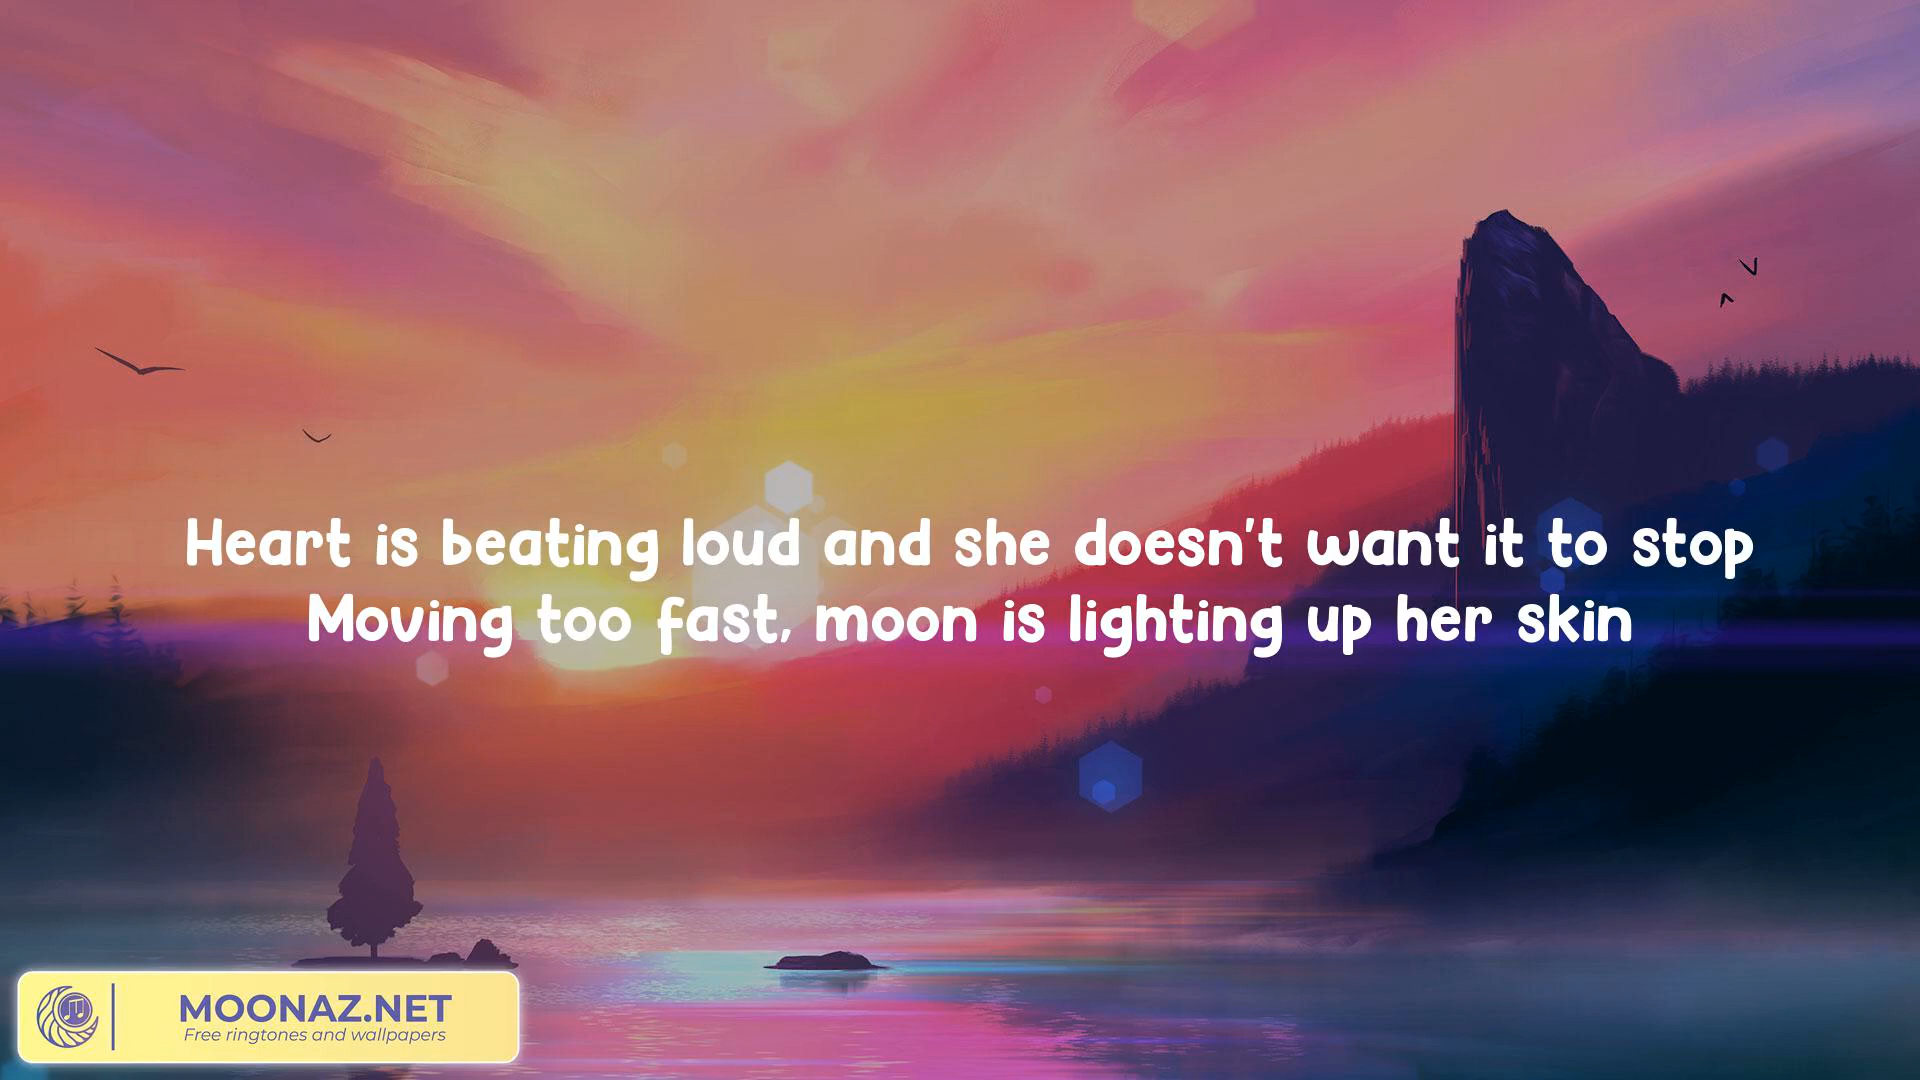 Heart is beating loud and she doesn't want it to stop
Moving too fast, moon is lighting up her skin
MOONAZ.NET
Free ringtones and wallpapers